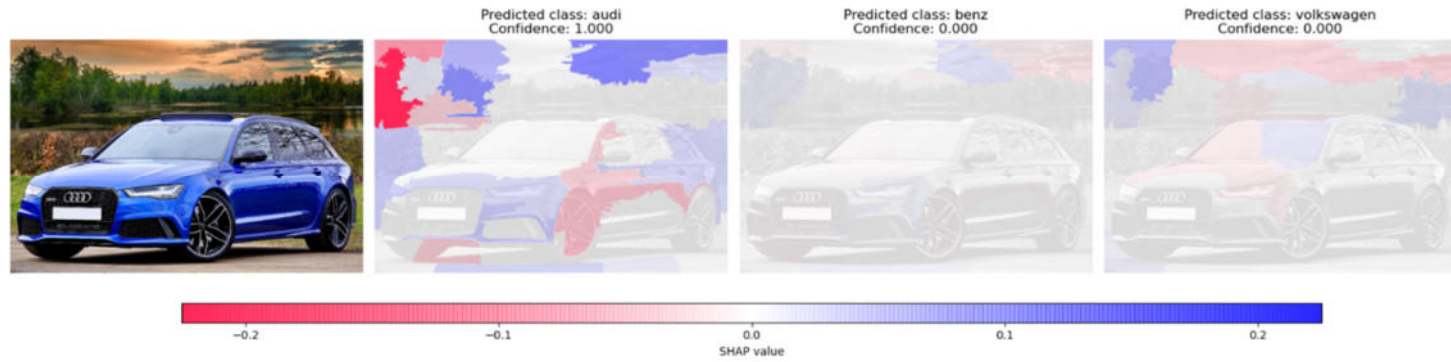 Predicted class: audi
Confidence: 1.000
Predicted class: benz
Confidence: 0.000
Predicted class: volkswagen
Confidence: 0.000
−0.2 −0.1 0.0 0.1 0.2
SHAP value